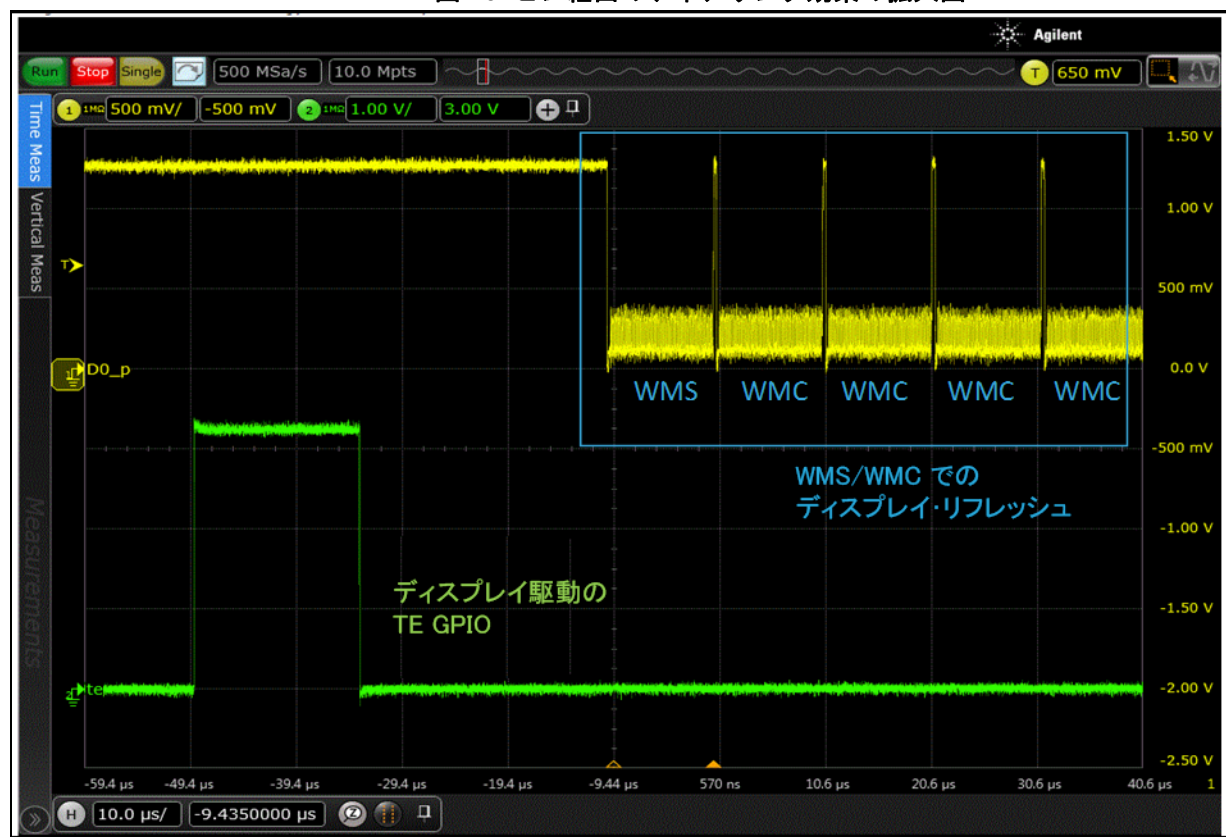 Agilent
Run Stop Single 500 MSa/s 10.0 Mpts T 650 mV
1 1MΩ 500 mV/ -500 mV 2 1MΩ 1.00 V/ 3.00 V
Time Meas
Vertical Meas
Measurements
1.50 V
1.00 V
T
500 mV
D0_p
0.0 V
WMS WMC WMC WMC WMC
-500 mV
WMS/WMC での
ディスプレイ・リフレッシュ
-1.00 V
ディスプレイ駆動の
TE GPIO
-1.50 V
te
-2.00 V
-2.50 V
-59.4 µs -49.4 µs -39.4 µs -29.4 µs -19.4 µs -9.44 µs 570 ns 10.6 µs 20.6 µs 30.6 µs 40.6 µs 1
H 10.0 µs/ -9.4350000 µs Z